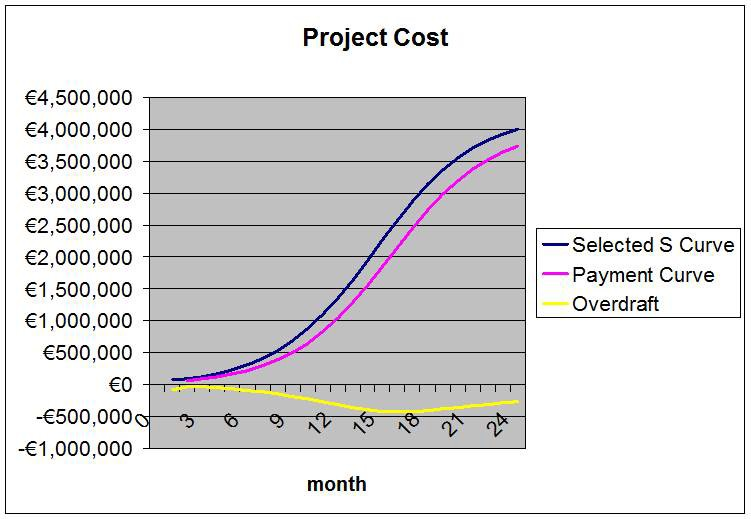 Project Cost
€4,500,000
€4,000,000
€3,500,000
€3,000,000
€2,500,000
€2,000,000
€1,500,000
€1,000,000
€500,000
€0
-€500,000
-€1,000,000
0 3 6 9 12 15 18 21 24
month
Selected S Curve
Payment Curve
Overdraft